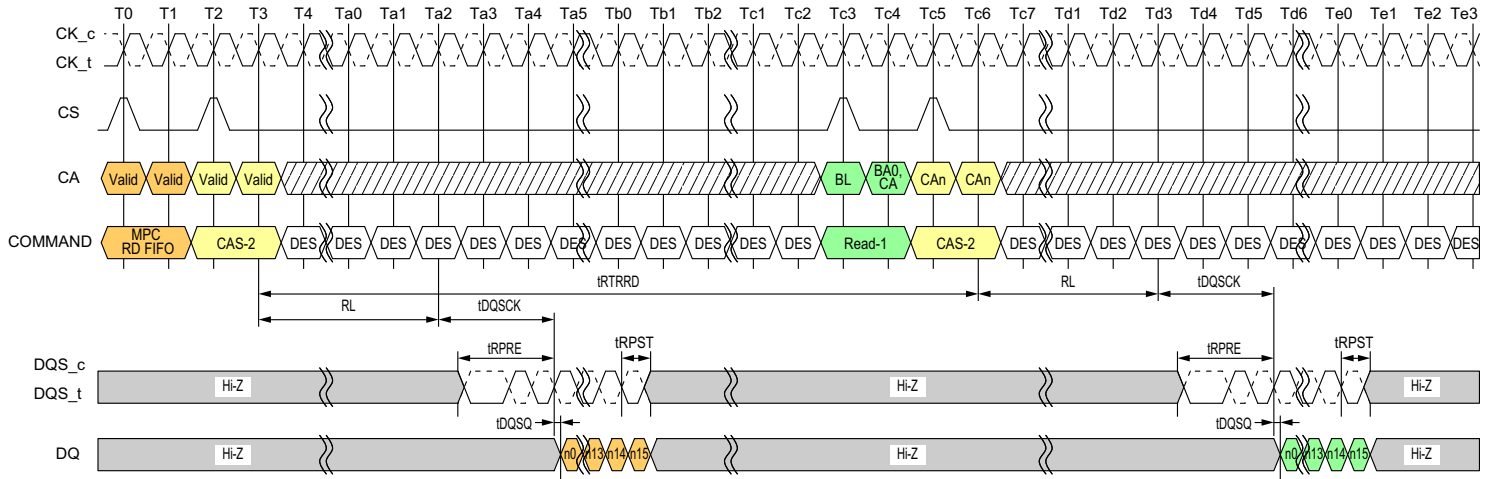 T0 T1 T2 T3 T4 Ta0 Ta1 Ta2 Ta3 Ta4 Ta5 Tb0 Tb1 Tb2 Tc1 Tc2 Tc3 Tc4 Tc5 Tc6 Tc7 Td1 Td2 Td3 Td4 Td5 Td6 Te0 Te1 Te2 Te3
CK_c
CK_t
CS
CA Valid Valid Valid Valid BL BA0, CA CAn CAn
COMMAND MPC RD FIFO CAS-2 DES DES DES DES DES DES DES DES DES DES DES DES Read-1 CAS-2 DES DES DES DES DES DES DES DES DES DES DES
tRTRRD
RL tDQSCK RL tDQSCK
tRPRE tRPST tRPRE tRPST
DQS_c
DQS_t
Hi-Z Hi-Z Hi-Z
tDQSQ tDQSQ
DQ Hi-Z n0 n13 n14 n15 Hi-Z n0 n13 n14 n15 Hi-Z